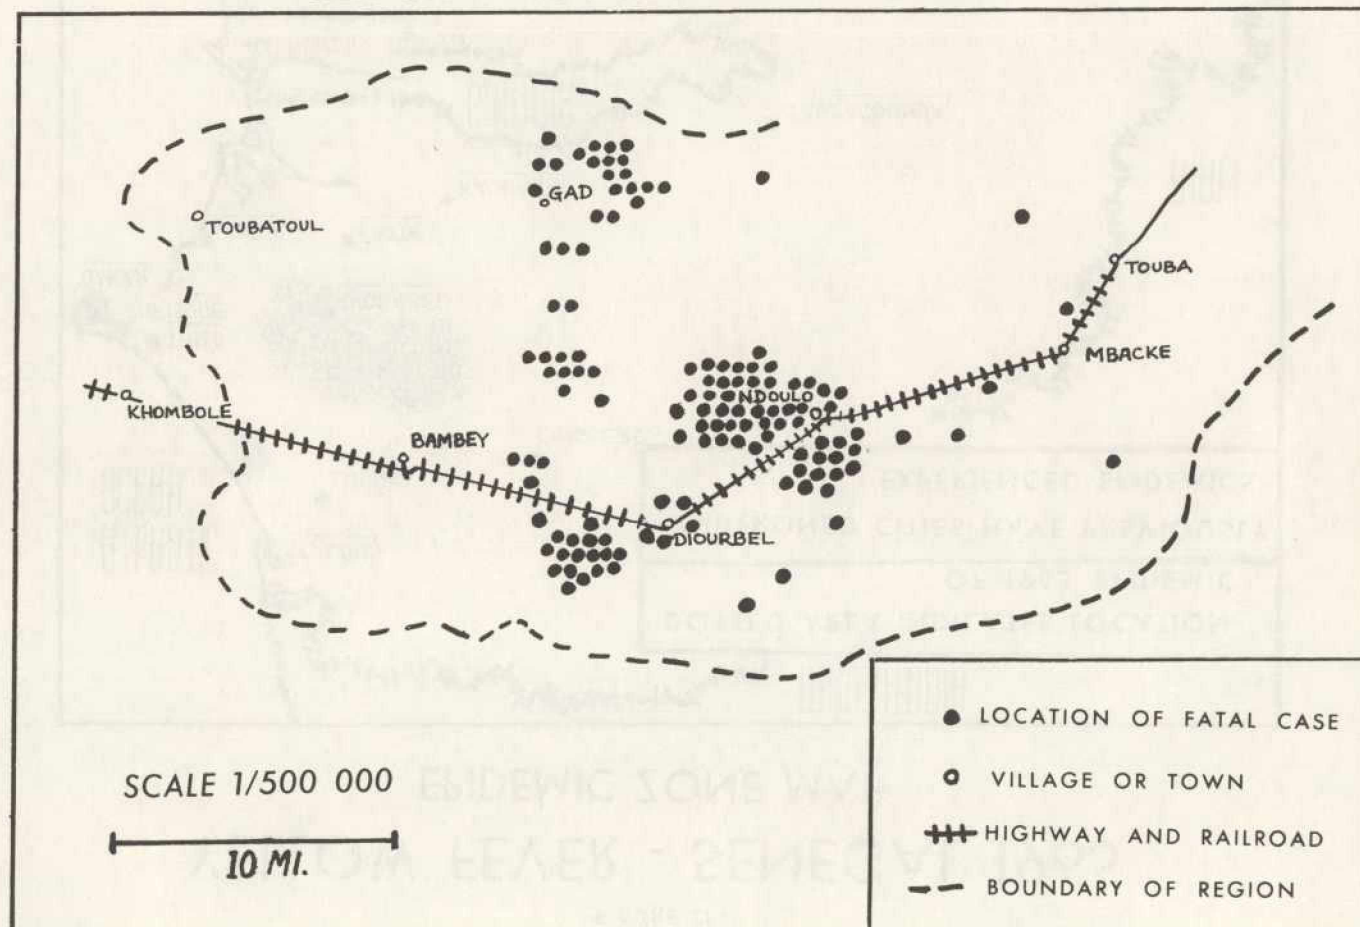 GAD
TOUBATOUL
TOUBA
MBACKE
NDOULO
KHOMBOLE
BAMBEY
DIOURBEL
LOCATION OF FATAL CASE
VILLAGE OR TOWN
HIGHWAY AND RAILROAD
BOUNDARY OF REGION
SCALE 1/500 000
10 MI.